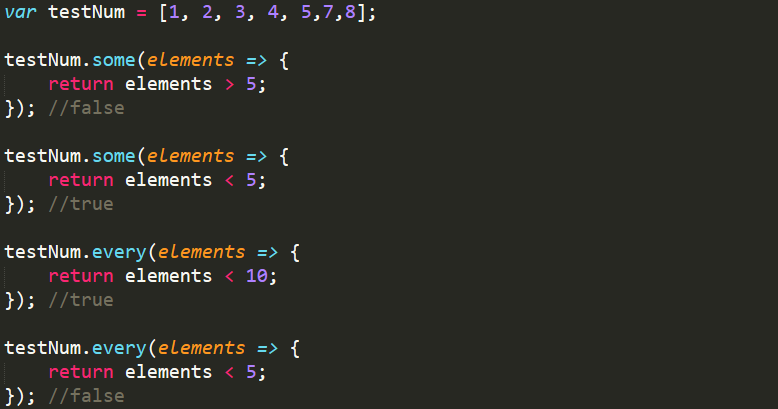 var testNum = [1, 2, 3, 4, 5,7,8];
testNum.some(elements => {
return elements > 5;
}); //false
testNum.some(elements => {
return elements < 5;
}); //true
testNum.every(elements => {
return elements < 10;
}); //true
testNum.every(elements => {
return elements < 5;
}); //false